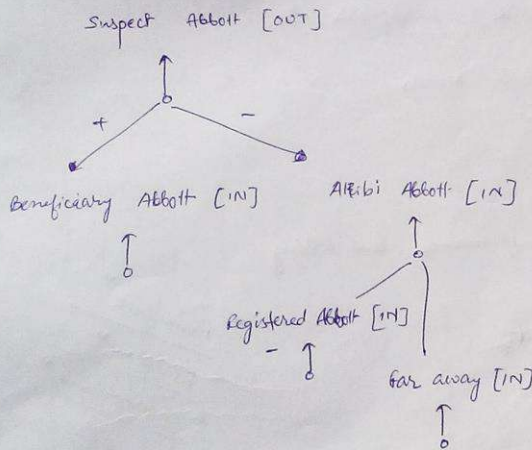 Suspect Abbott [OUT]
+ -
Beneficiary Abbott [IN]
Alibi Abbott [IN]
Registered Abbott [IN]
-
Far away [IN]